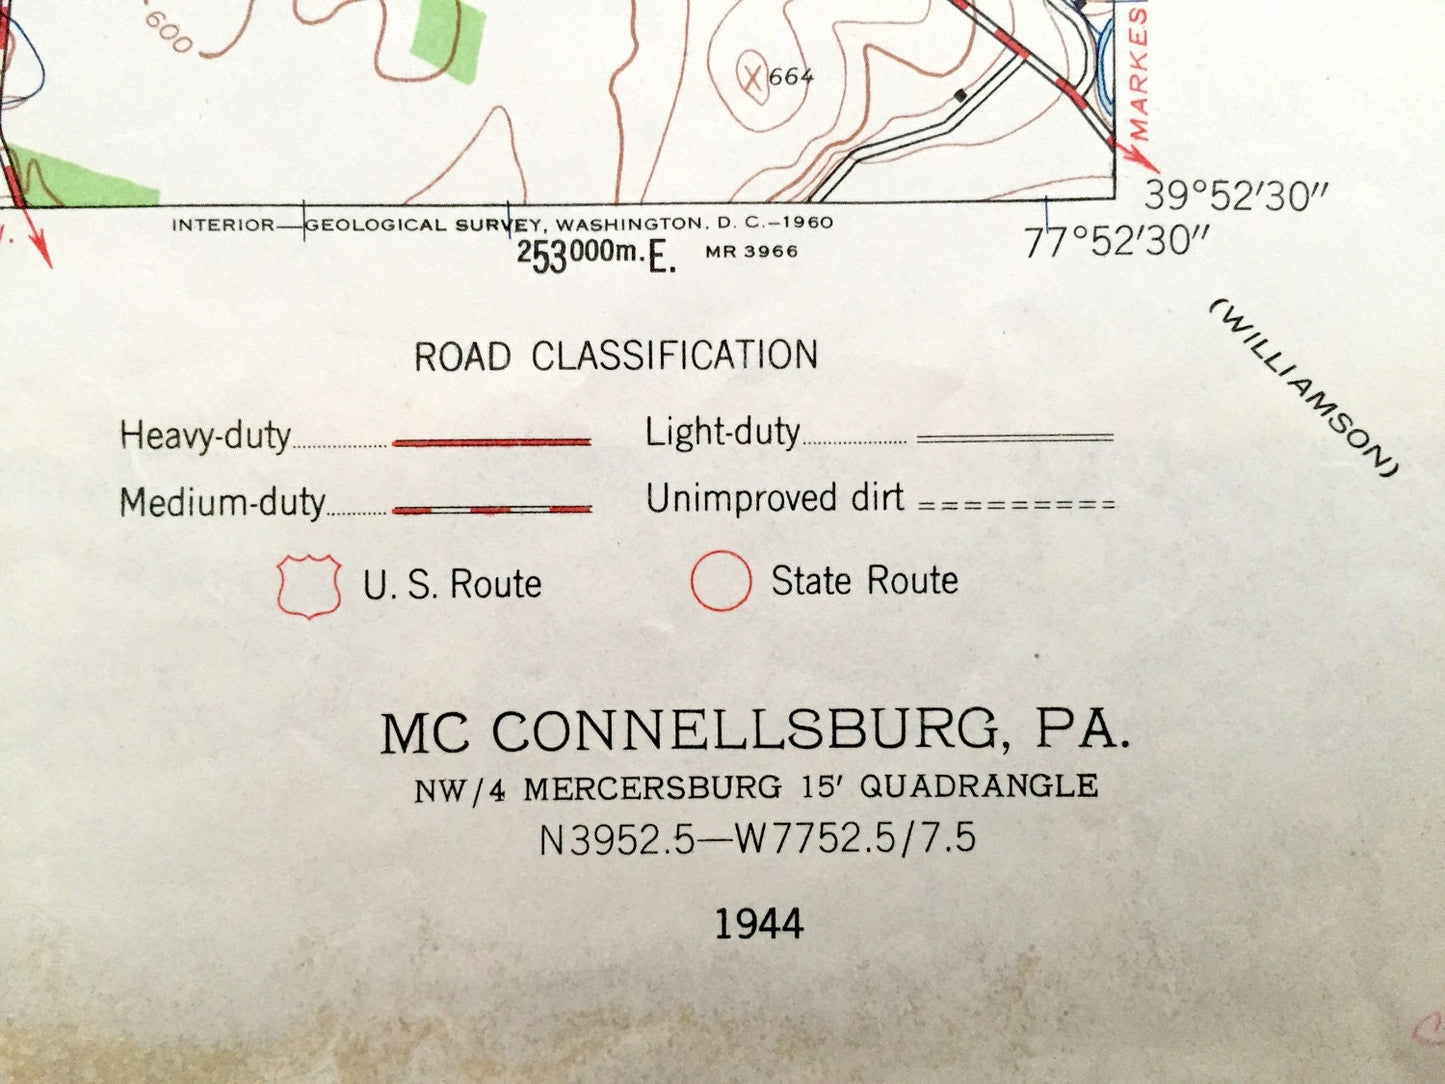 600
664
MARKES
39°52′30″
INTERIOR—GEOLOGICAL SURVEY, WASHINGTON, D. C.—1960
253000m. E. MR 3966
77°52′30″
(WILLIAMSON)
ROAD CLASSIFICATION
Heavy-duty Light-duty
Medium-duty Unimproved dirt
U. S. Route State Route
MC CONNELLSBURG, PA.
NW/4 MERCERSBURG 15′ QUADRANGLE
N3952.5—W7752.5/7.5
1944